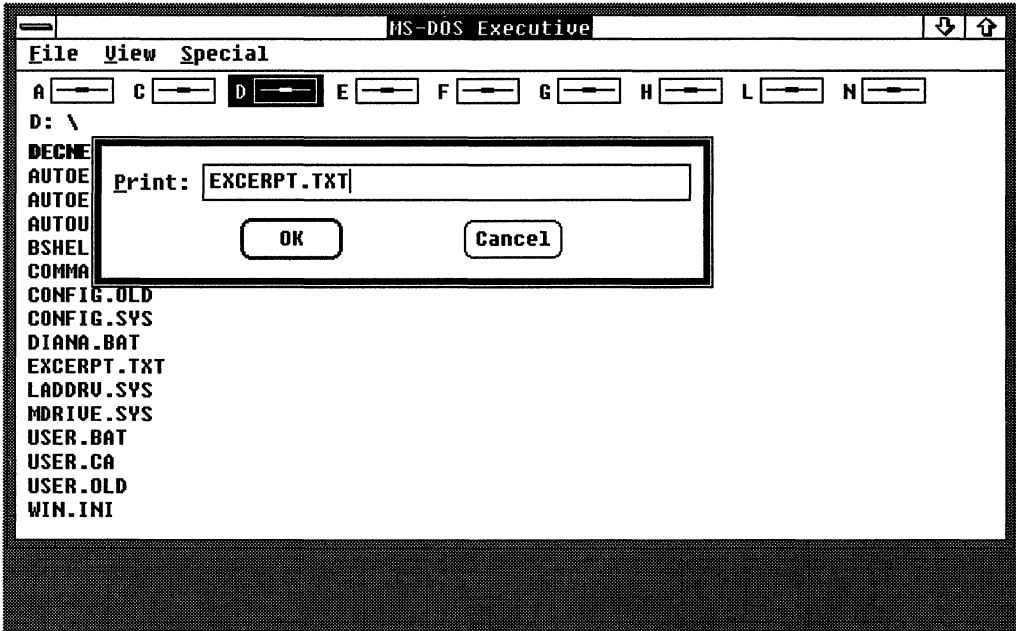 MS-DOS Executive
File View Special
A C D E F G H L N
D: \
DECNE
AUTOE
AUTOE
AUTOU
BSHEL
COMMA
Print: EXCERPT.TXT
OK Cancel
CONFIG.OLD
CONFIG.SYS
DIANA.BAT
EXCERPT.TXT
LADDRV.SYS
MDRIVE.SYS
USER.BAT
USER.CA
USER.OLD
WIN.INI